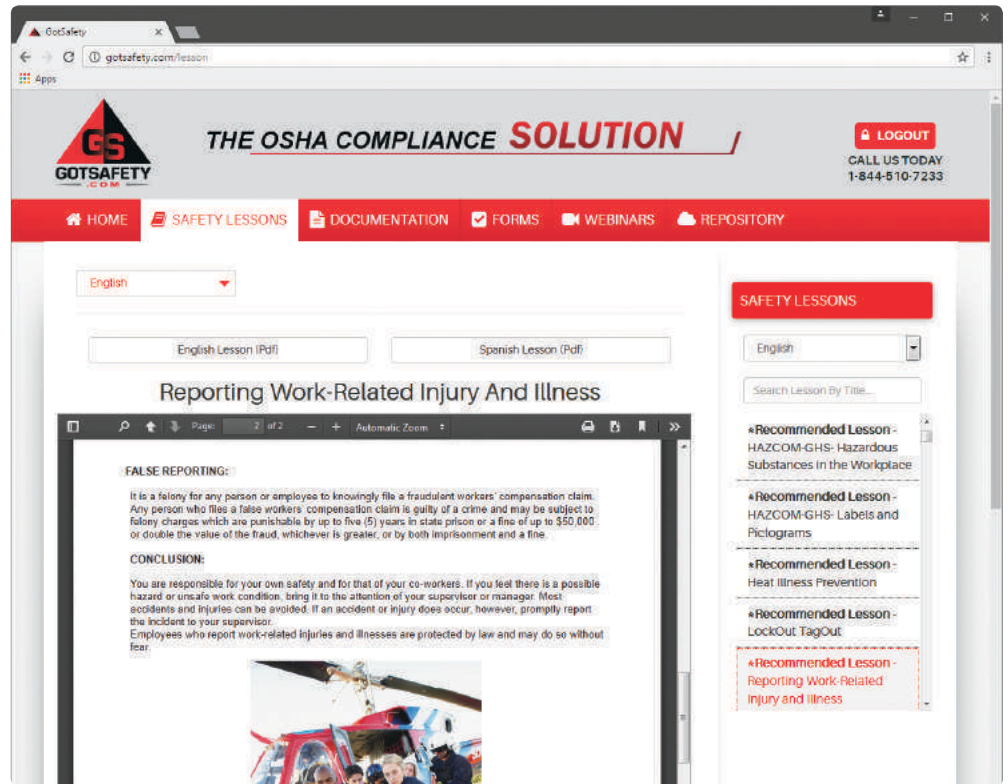 GotSafety
gotsafety.com/lesson
Apps
GS
GOTSAFETY
.COM
THE OSHA COMPLIANCE SOLUTION
LOGOUT
CALL US TODAY
1-844-510-7233
HOME
SAFETY LESSONS
DOCUMENTATION
FORMS
WEBINARS
REPOSITORY
English
English Lesson (Pdf)
Spanish Lesson (Pdf)
Reporting Work-Related Injury And Illness
Page: 2 of 2
Automatic Zoom
FALSE REPORTING:
It is a felony for any person or employee to knowingly file a fraudulent workers' compensation claim.
Any person who files a false workers' compensation claim is guilty of a crime and may be subject to
felony charges which are punishable by up to five (5) years in state prison or a fine of up to $50,000
or double the value of the fraud, whichever is greater, or by both imprisonment and a fine.
CONCLUSION:
You are responsible for your own safety and for that of your co-workers. If you feel there is a possible
hazard or unsafe work condition, bring it to the attention of your supervisor or manager. Most
accidents and injuries can be avoided. If an accident or injury does occur, however, promptly report
the incident to your supervisor.
Employees who report work-related injuries and illnesses are protected by law and may do so without
fear.
SAFETY LESSONS
English
Search Lesson By Title...
*Recommended Lesson -
HAZCOM-GHS- Hazardous
Substances in the Workplace
*Recommended Lesson -
HAZCOM-GHS- Labels and
Pictograms
*Recommended Lesson -
Heat Illness Prevention
*Recommended Lesson -
LockOut TagOut
*Recommended Lesson -
Reporting Work-Related
Injury and Illness